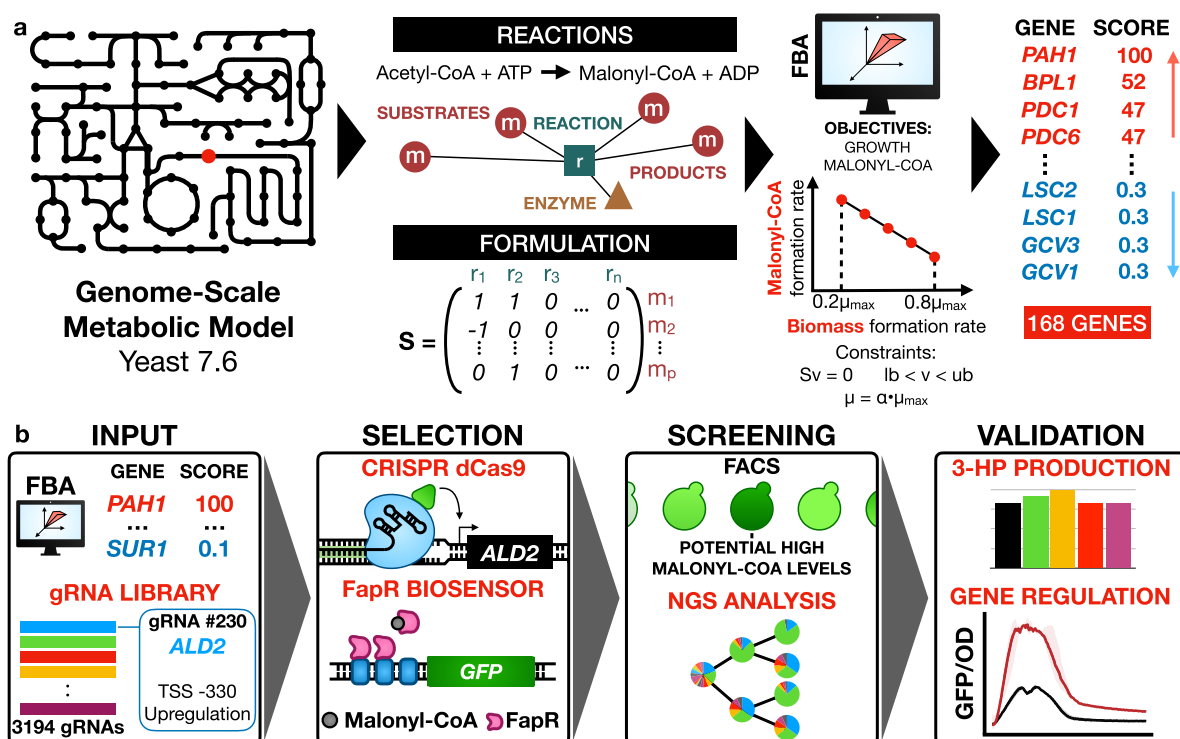 a
Genome-Scale
Metabolic Model
Yeast 7.6
REACTIONS
Acetyl-CoA + ATP → Malonyl-CoA + ADP
SUBSTRATES
m
m
m
m
REACTION
r
PRODUCTS
ENZYME
FORMULATION
r1 r2 r3 rn
S =
1 1 0 ... 0 m1
-1 0 0 0 m2
⋮ ⋮ ⋮ ⋮ ⋮
0 1 0 ... 0 mp
FBA
OBJECTIVES:
GROWTH
MALONYL-COA
Malonyl-CoA
formation rate
0.2μmax 0.8μmax
Biomass formation rate
Constraints:
Sv = 0 lb < v < ub
μ = α•μmax
GENE SCORE
PAH1 100
BPL1 52
PDC1 47
PDC6 47
⋮ ⋮
LSC2 0.3
LSC1 0.3
GCV3 0.3
GCV1 0.3
168 GENES
b
INPUT
FBA
GENE SCORE
PAH1 100
... ...
SUR1 0.1
gRNA LIBRARY
gRNA #230
ALD2
TSS -330
Upregulation
:
3194 gRNAs
SELECTION
CRISPR dCas9
ALD2
FapR BIOSENSOR
GFP
Malonyl-CoA FapR
SCREENING
FACS
POTENTIAL HIGH
MALONYL-COA LEVELS
NGS ANALYSIS
VALIDATION
3-HP PRODUCTION
GENE REGULATION
GFP/OD